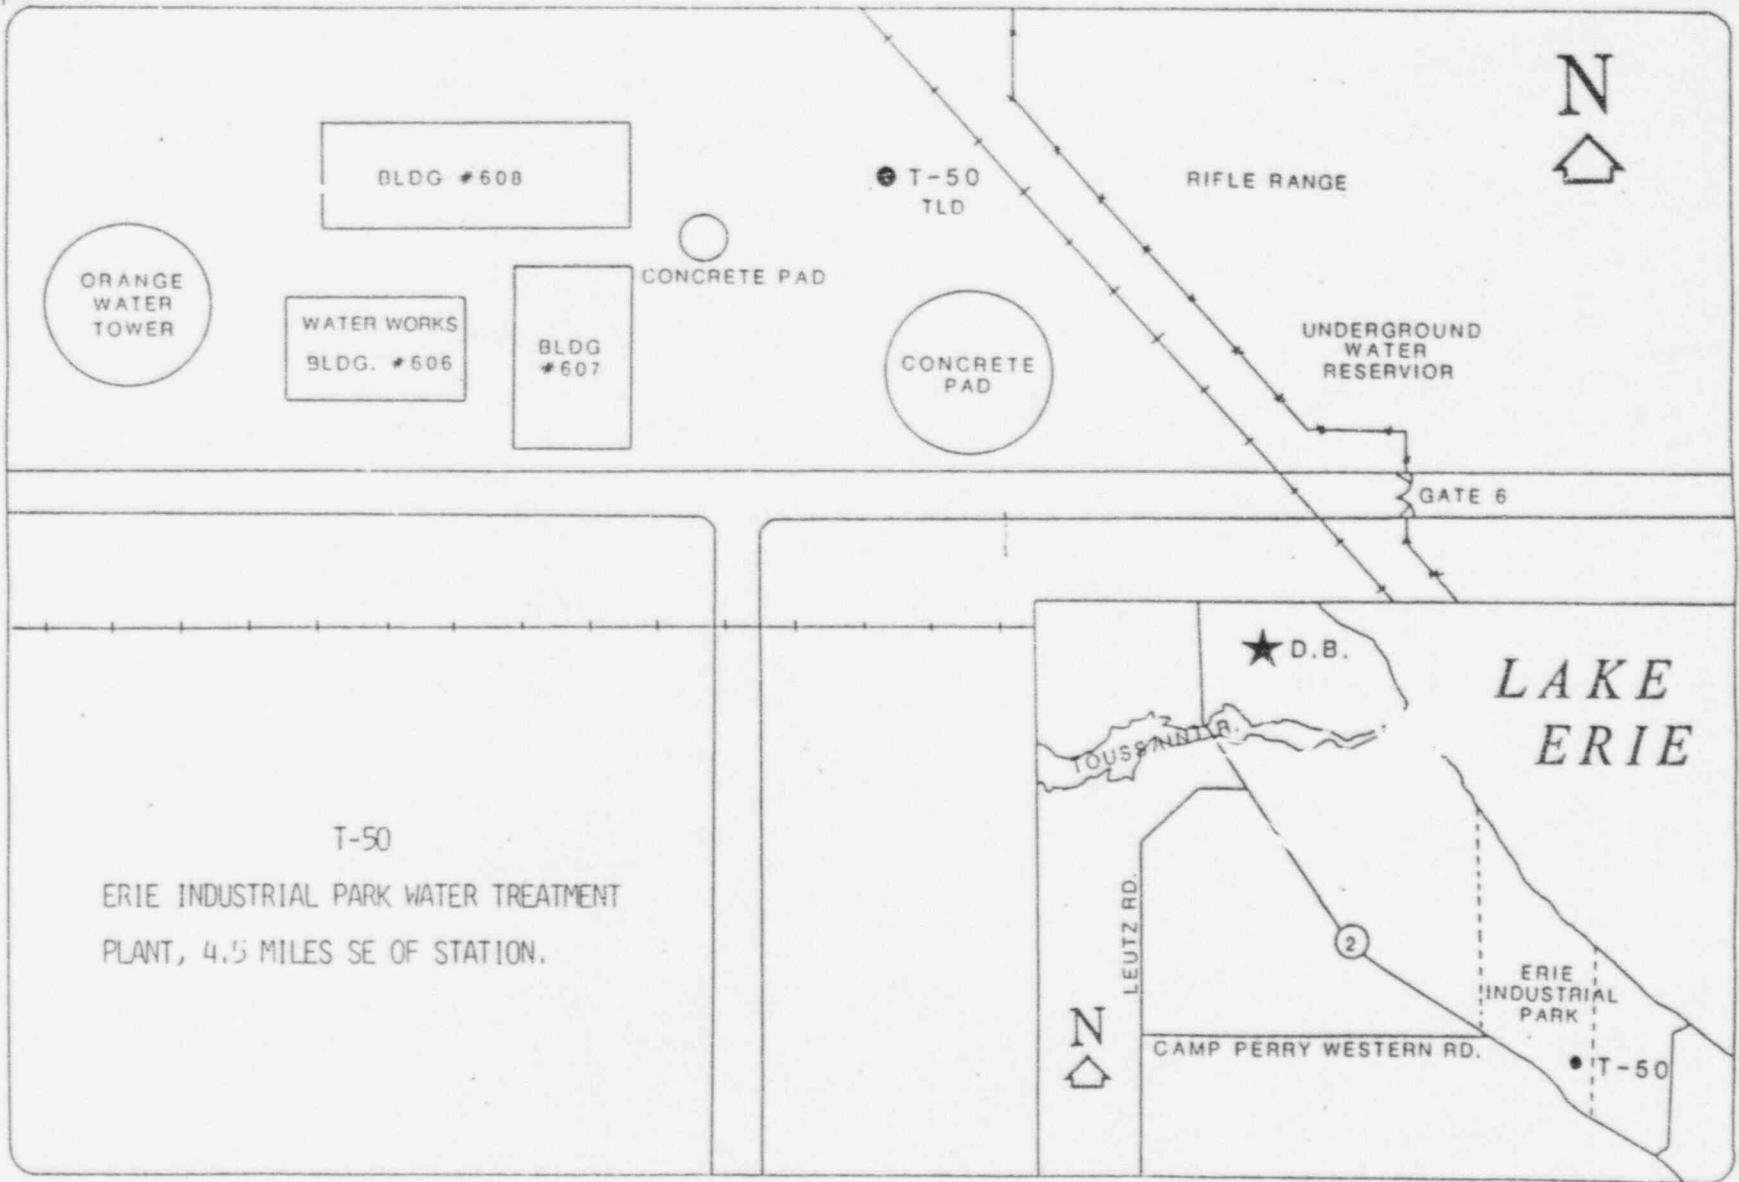 N
BLDG #608
T-50
TLD
RIFLE RANGE
ORANGE
WATER
TOWER
CONCRETE PAD
WATER WORKS
BLDG. #606
BLDG
#607
CONCRETE
PAD
UNDERGROUND
WATER
RESERVIOR
GATE 6
D.B.
LAKE
ERIE
TOUSSAINT R.
T-50
ERIE INDUSTRIAL PARK WATER TREATMENT
PLANT, 4.5 MILES SE OF STATION.
LEUTZ RD.
2
ERIE
INDUSTRIAL
PARK
N
CAMP PERRY WESTERN RD.
T-50